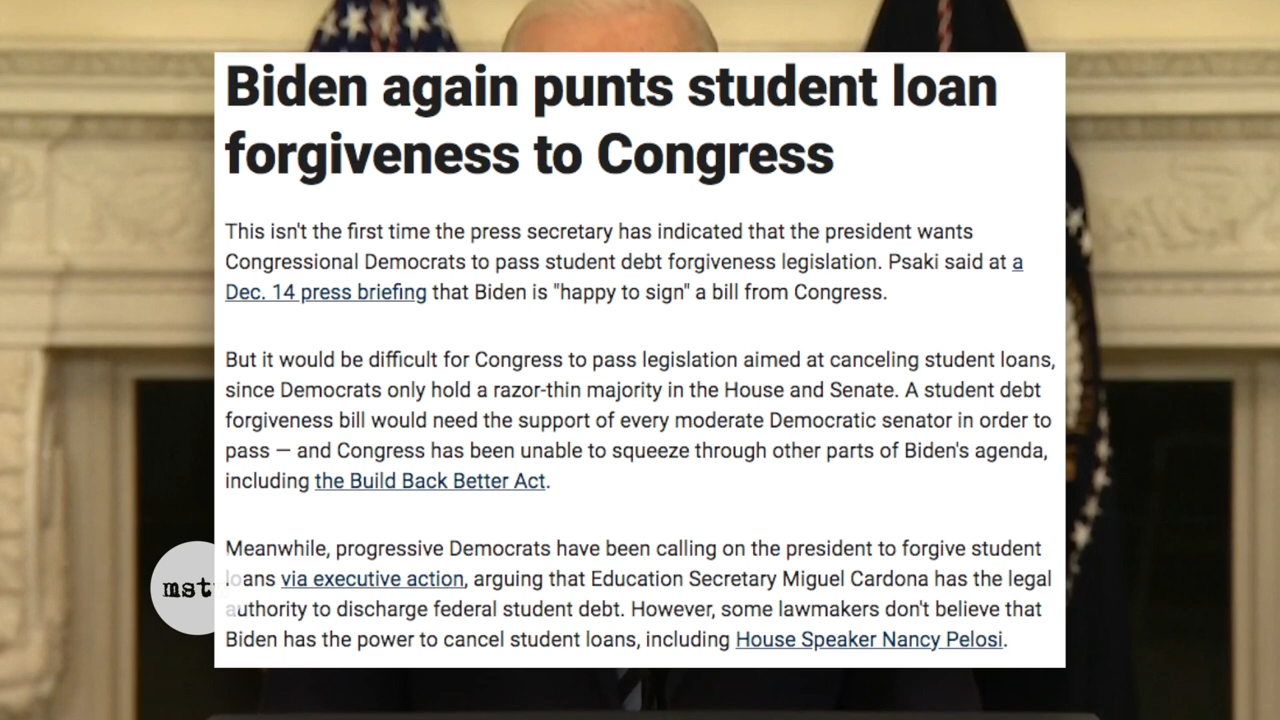 Biden again punts student loan
forgiveness to Congress
This isn't the first time the press secretary has indicated that the president wants
Congressional Democrats to pass student debt forgiveness legislation. Psaki said at a
Dec. 14 press briefing that Biden is "happy to sign" a bill from Congress.
But it would be difficult for Congress to pass legislation aimed at canceling student loans,
since Democrats only hold a razor-thin majority in the House and Senate. A student debt
forgiveness bill would need the support of every moderate Democratic senator in order to
pass — and Congress has been unable to squeeze through other parts of Biden's agenda,
including the Build Back Better Act.
Meanwhile, progressive Democrats have been calling on the president to forgive student
loans via executive action, arguing that Education Secretary Miguel Cardona has the legal
authority to discharge federal student debt. However, some lawmakers don't believe that
Biden has the power to cancel student loans, including House Speaker Nancy Pelosi.